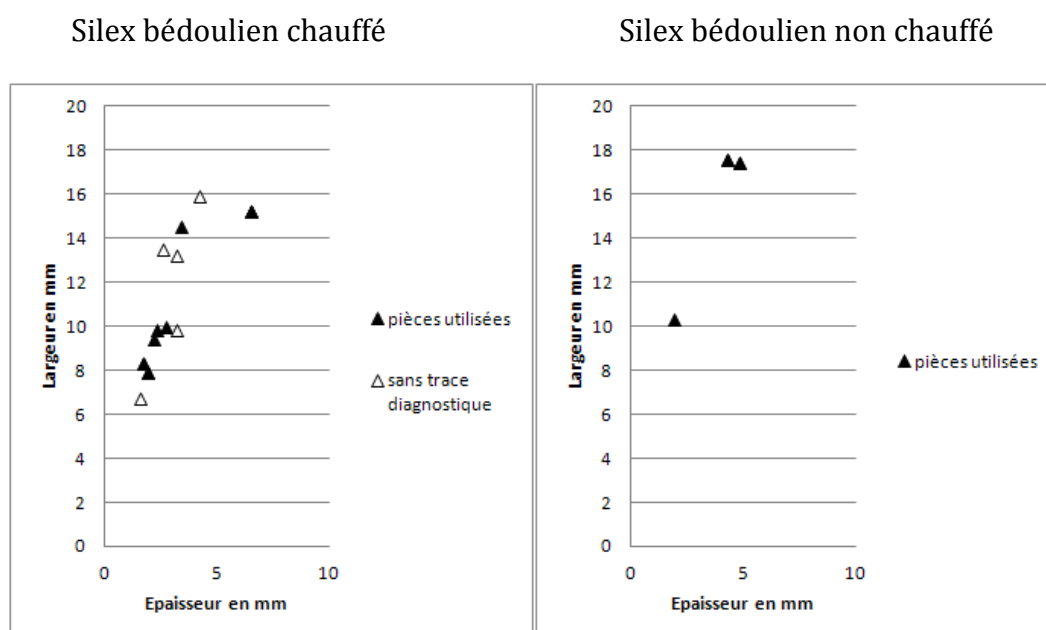 Silex bédoulien chauffé
Silex bédoulien non chauffé
20
18
16
14
12
10
8
6
4
2
0
0
5
10
Largeur en mm
Epaisseur en mm
pièces utilisées
sans trace
diagnostique
20
18
16
14
12
10
8
6
4
2
0
0
5
10
Largeur en mm
Epaisseur en mm
pièces utilisées